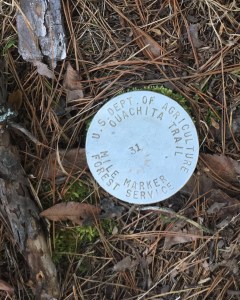 U.S. DEPT. OF AGRICULTURE
OUACHITA TRAIL
31
MILE MARKER
FOREST SERVICE